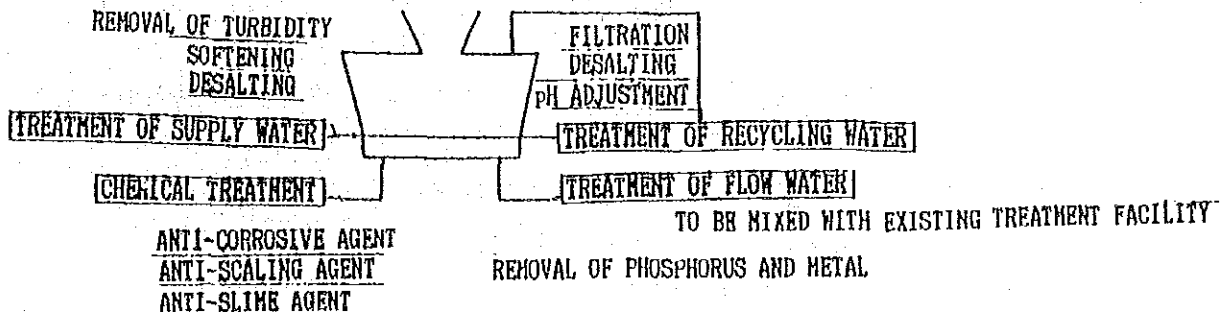 REMOVAL OF TURBIDITY
SOFTENING
DESALTING
FILTRATION
DESALTING
pH ADJUSTMENT
TREATMENT OF SUPPLY WATER
TREATMENT OF RECYCLING WATER
CHEMICAL TREATMENT
TREATMENT OF FLOW WATER
TO BE MIXED WITH EXISTING TREATMENT FACILITY
ANTI-CORROSIVE AGENT
ANTI-SCALING AGENT
ANTI-SLIME AGENT
REMOVAL OF PHOSPHORUS AND METAL